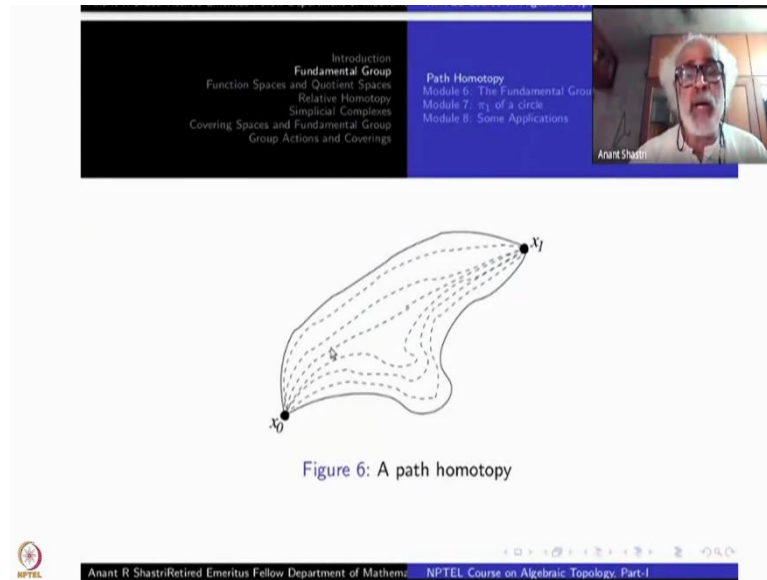 Introduction
Fundamental Group
Function Spaces and Quotient Spaces
Relative Homotopy
Simplicial Complexes
Covering Spaces and Fundamental Group
Group Actions and Coverings
Path Homotopy
Module 6: The Fundamental Grou
Module 7: π₁ of a circle
Module 8: Some Applications
Anant Shastri
x₁
x₀
Figure 6: A path homotopy
NPTEL
Anant R ShastriRetired Emeritus Fellow Department of Mathema
NPTEL Course on Algebraic Topology, Part-I